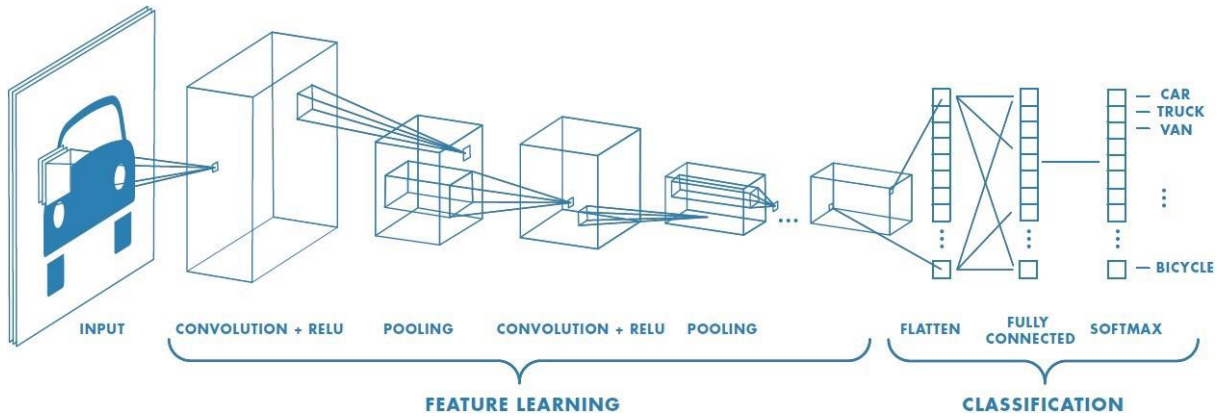 CAR
TRUCK
VAN
BICYCLE
INPUT
CONVOLUTION + RELU
POOLING
CONVOLUTION + RELU
POOLING
FLATTEN
FULLY
CONNECTED
SOFTMAX
FEATURE LEARNING
CLASSIFICATION